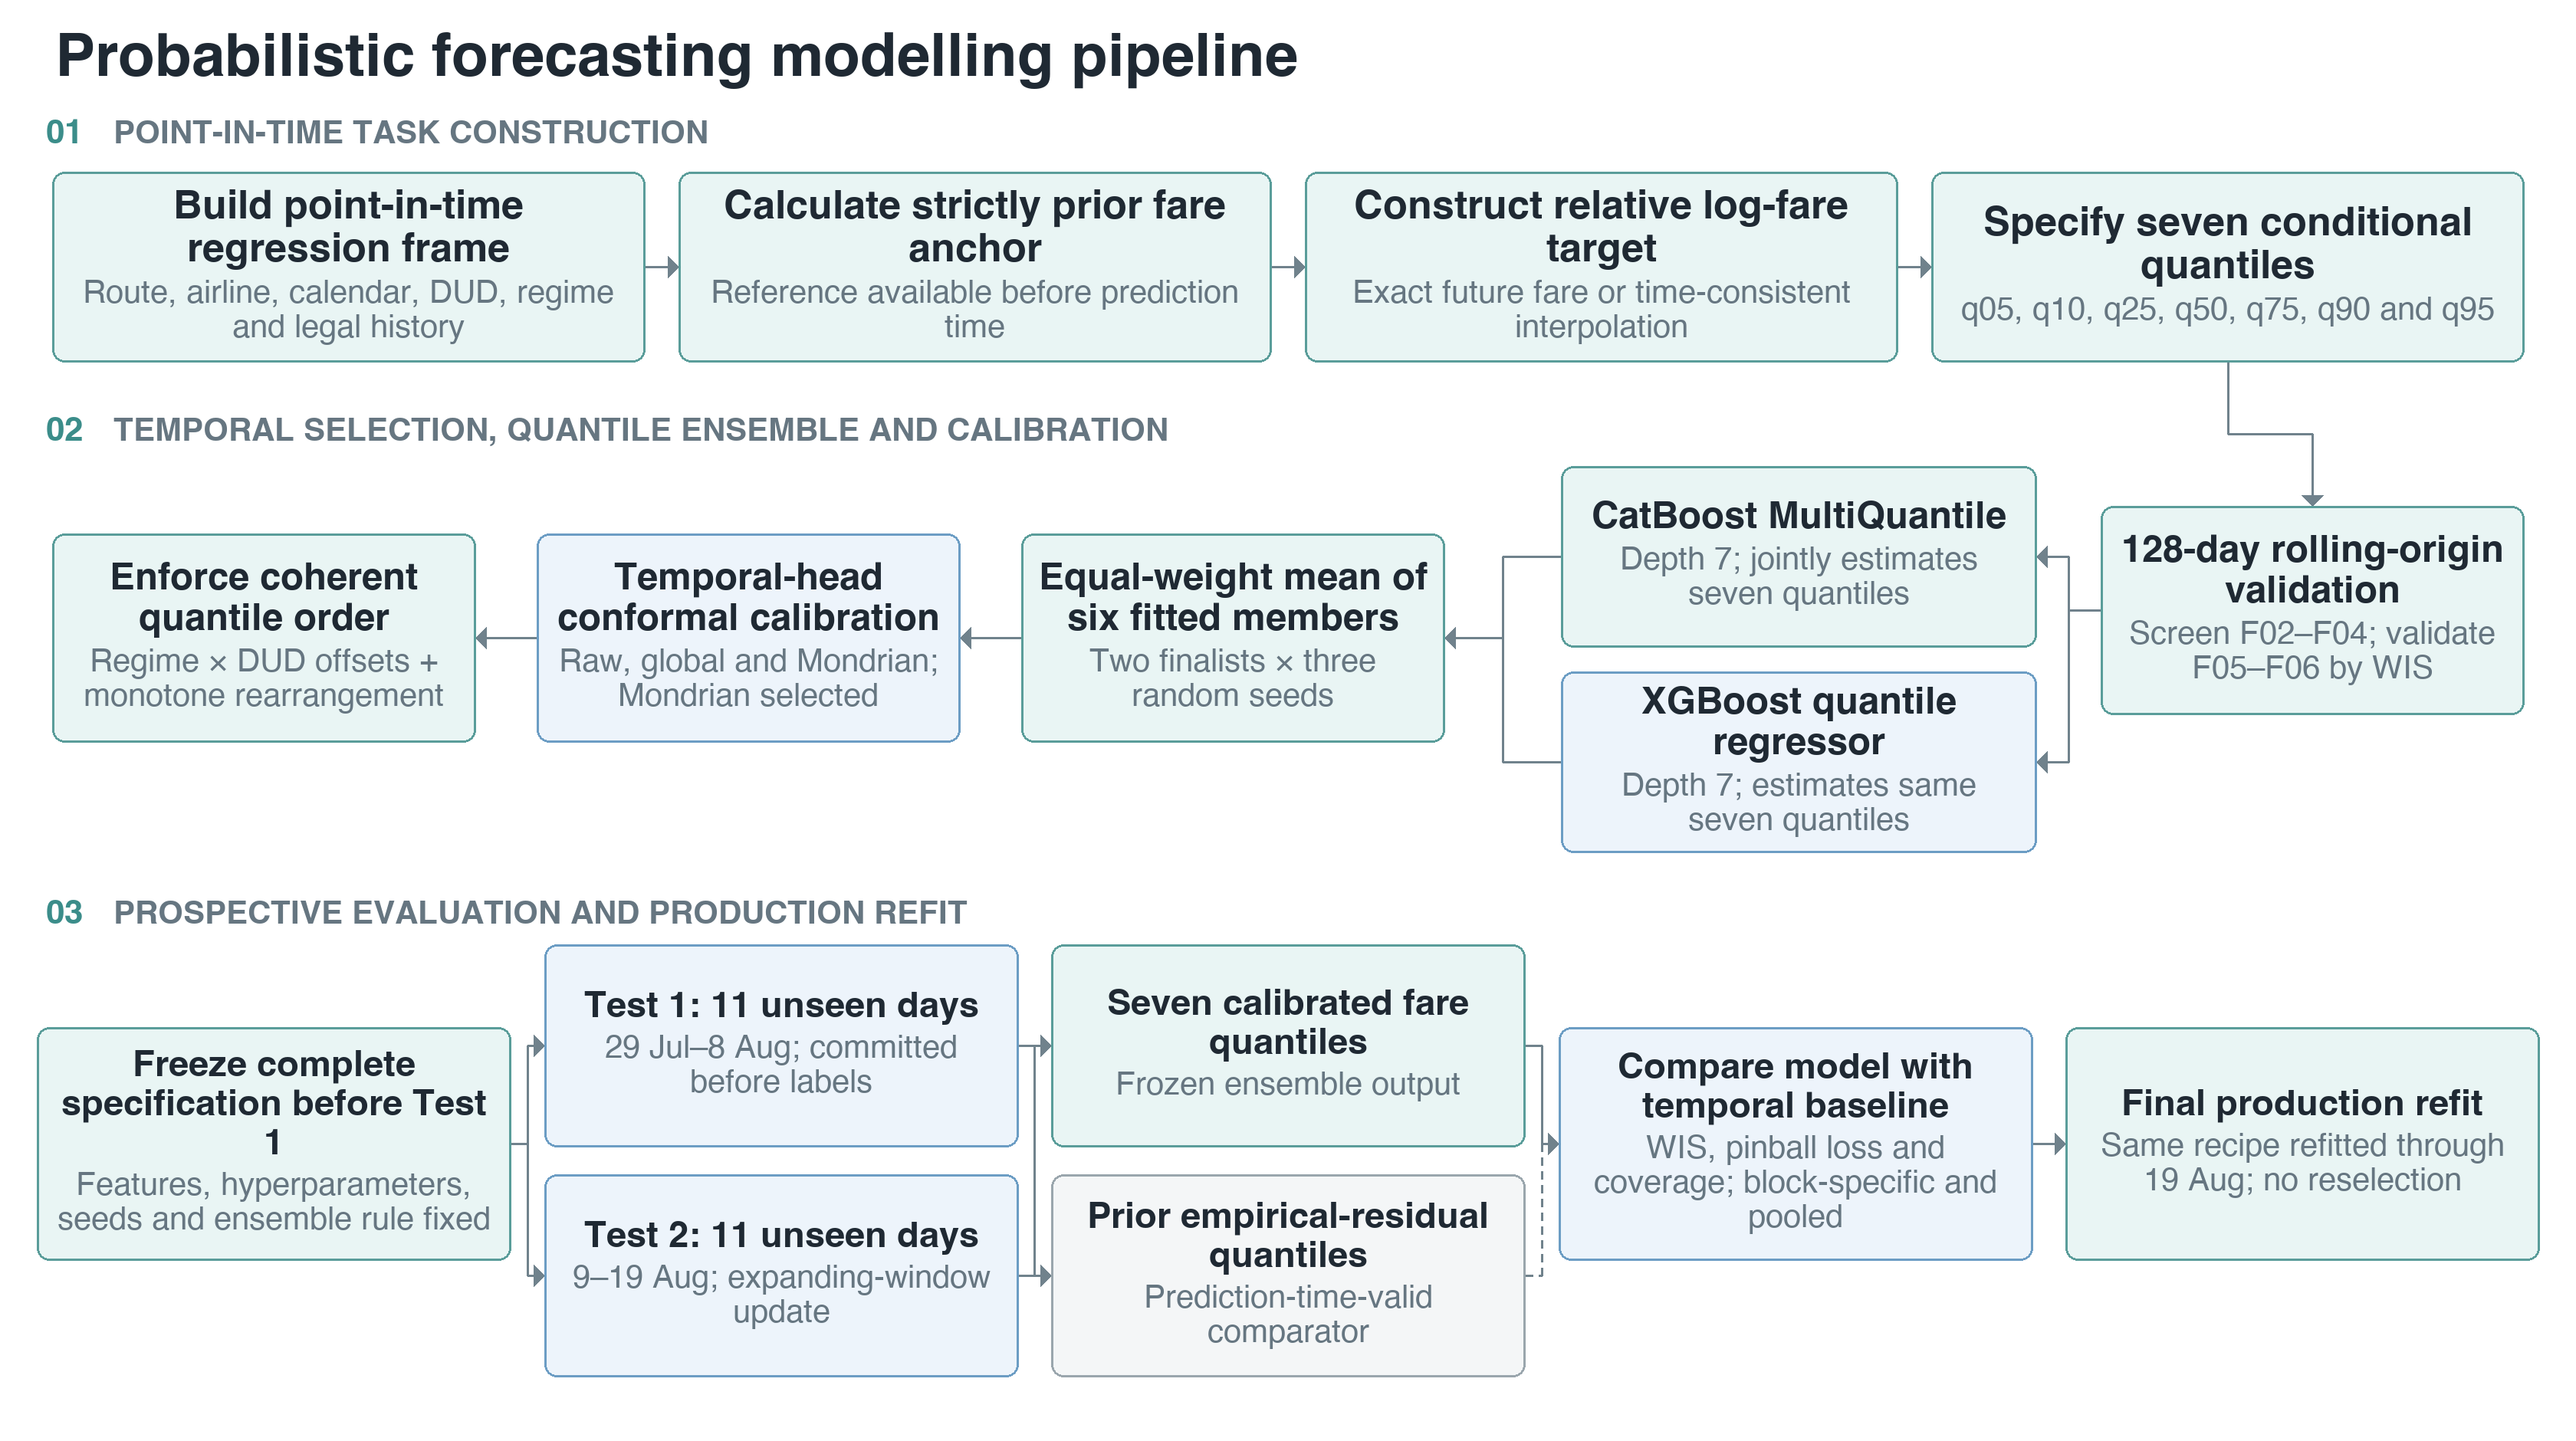 Probabilistic forecasting modelling pipeline
01 POINT-IN-TIME TASK CONSTRUCTION
Build point-in-time
regression frame
Route, airline, calendar, DUD, regime
and legal history
Calculate strictly prior fare
anchor
Reference available before prediction
time
Construct relative log-fare
target
Exact future fare or time-consistent
interpolation
Specify seven conditional
quantiles
q05, q10, q25, q50, q75, q90 and q95
02 TEMPORAL SELECTION, QUANTILE ENSEMBLE AND CALIBRATION
Enforce coherent
quantile order
Regime × DUD offsets +
monotone rearrangement
Temporal-head
conformal calibration
Raw, global and Mondrian;
Mondrian selected
Equal-weight mean of
six fitted members
Two finalists × three
random seeds
CatBoost MultiQuantile
Depth 7; jointly estimates
seven quantiles
XGBoost quantile
regressor
Depth 7; estimates same
seven quantiles
128-day rolling-origin
validation
Screen F02–F04; validate
F05–F06 by WIS
03 PROSPECTIVE EVALUATION AND PRODUCTION REFIT
Freeze complete
specification before Test
1
Features, hyperparameters,
seeds and ensemble rule fixed
Test 1: 11 unseen days
29 Jul–8 Aug; committed
before labels
Test 2: 11 unseen days
9–19 Aug; expanding-window
update
Seven calibrated fare
quantiles
Frozen ensemble output
Prior empirical-residual
quantiles
Prediction-time-valid
comparator
Compare model with
temporal baseline
WIS, pinball loss and
coverage; block-specific and
pooled
Final production refit
Same recipe refitted through
19 Aug; no reselection